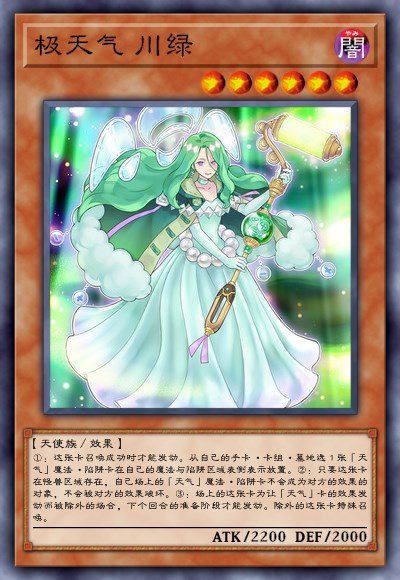 极天气 川绿
やみ
闇
【天使族/效果】
①：这张卡召唤成功时才能发动。从自己的手卡·卡组·墓地选1张「天
气」魔法·陷阱卡在自己的魔法与陷阱区域表侧表示放置。②：只要这张卡
在怪兽区域存在，自己场上的「天气」魔法·陷阱卡不会成为对方的效果的
对象，不会被对方的效果破坏。③：场上的这张卡为让「天气」卡的效果发
动而被除外的场合，下个回合的准备阶段才能发动。除外的这张卡特殊召
唤。
ATK/2200 DEF/2000